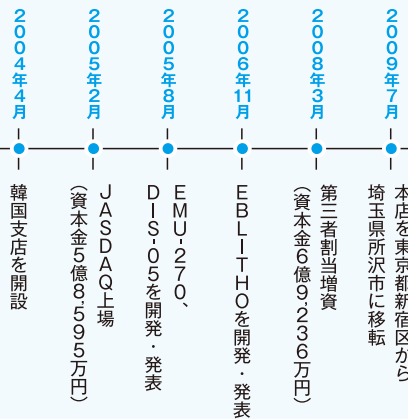 2004年4月
韓国支店を開設
2005年2月
JASDAQ上場
(資本金5億8,595万円)
2005年8月
EMU-270、
DIS-05を開発・発表
2006年11月
EBLITHOを開発・発表
2008年3月
第三者割当増資
(資本金6億9,236万円)
2009年7月
本店を東京都新宿区から
埼玉県所沢市に移転